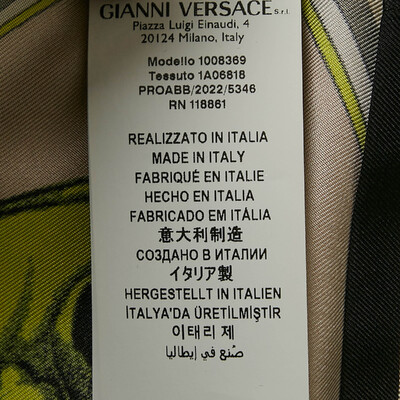 GIANNI VERSACE S.r.l.
Piazza Luigi Einaudi, 4
20124 Milano, Italy
Modello 1008369
Tessuto 1A06818
PROABB/2022/5346
RN 118861
REALIZZATO IN ITALIA
MADE IN ITALY
FABRIQUÉ EN ITALIE
HECHO EN ITALIA
FABRICADO EM ITÁLIA
意大利制造
СОЗДАНО В ИТАЛИИ
イタリア製
HERGESTELLT IN ITALIEN
İTALYA'DA ÜRETİLMİŞTİR
이태리 제
صُنع في إيطاليا